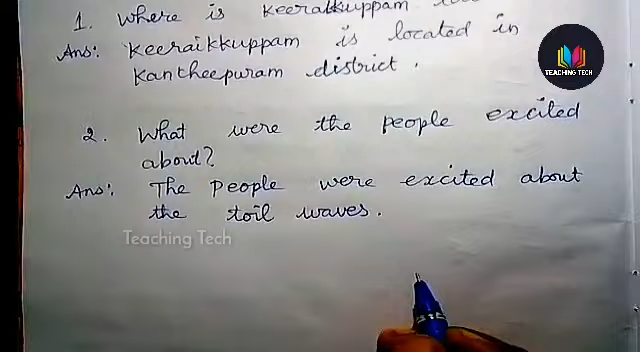 1. Where is Keeraikkuppam
Ans: Keeraikkuppam is located in
Kantheepuram district.
2. What were the people excited
about?
Ans: The people were excited about
the toil waves.
Teaching Tech
TEACHING TECH